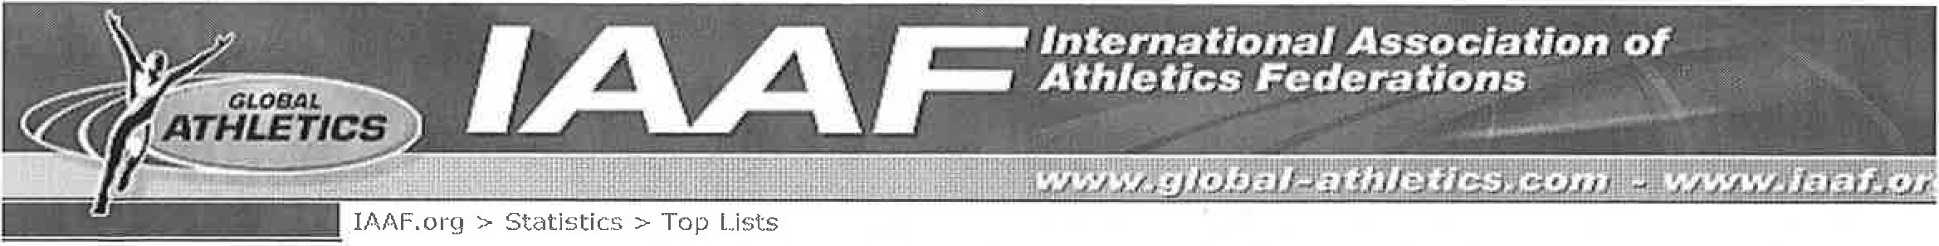 GLOBAL
ATHLETICS
IAAF
International Association of
Athletics Federations
www.global-athletics.com - www.iaaf.or
IAAF.org > Statistics > Top Lists